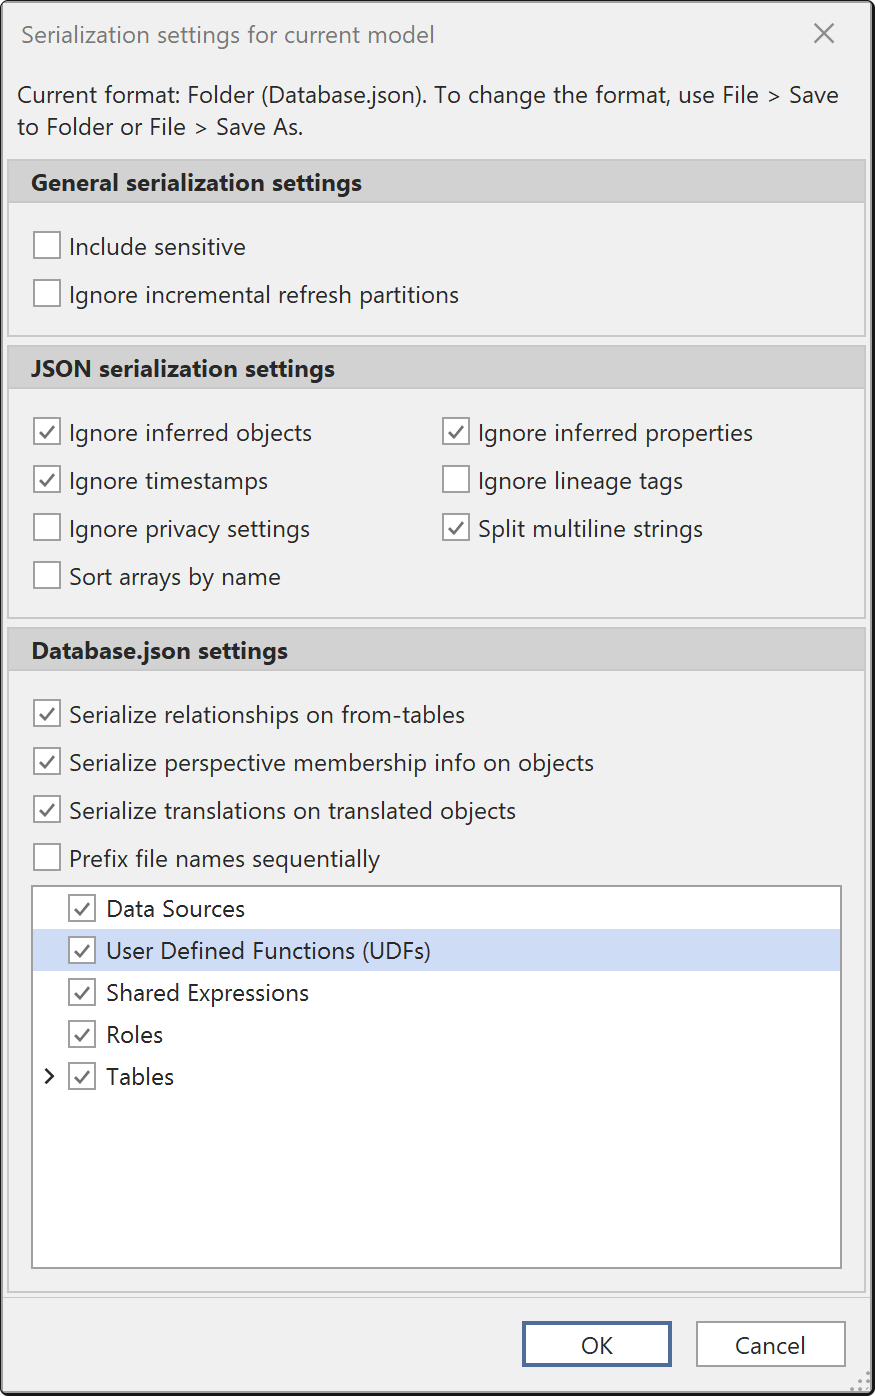 Serialization settings for current model
Current format: Folder (Database.json). To change the format, use File > Save
to Folder or File > Save As.
General serialization settings
Include sensitive
Ignore incremental refresh partitions
JSON serialization settings
Ignore inferred objects
Ignore inferred properties
Ignore timestamps
Ignore lineage tags
Ignore privacy settings
Split multiline strings
Sort arrays by name
Database.json settings
Serialize relationships on from-tables
Serialize perspective membership info on objects
Serialize translations on translated objects
Prefix file names sequentially
Data Sources
User Defined Functions (UDFs)
Shared Expressions
Roles
Tables
OK
Cancel